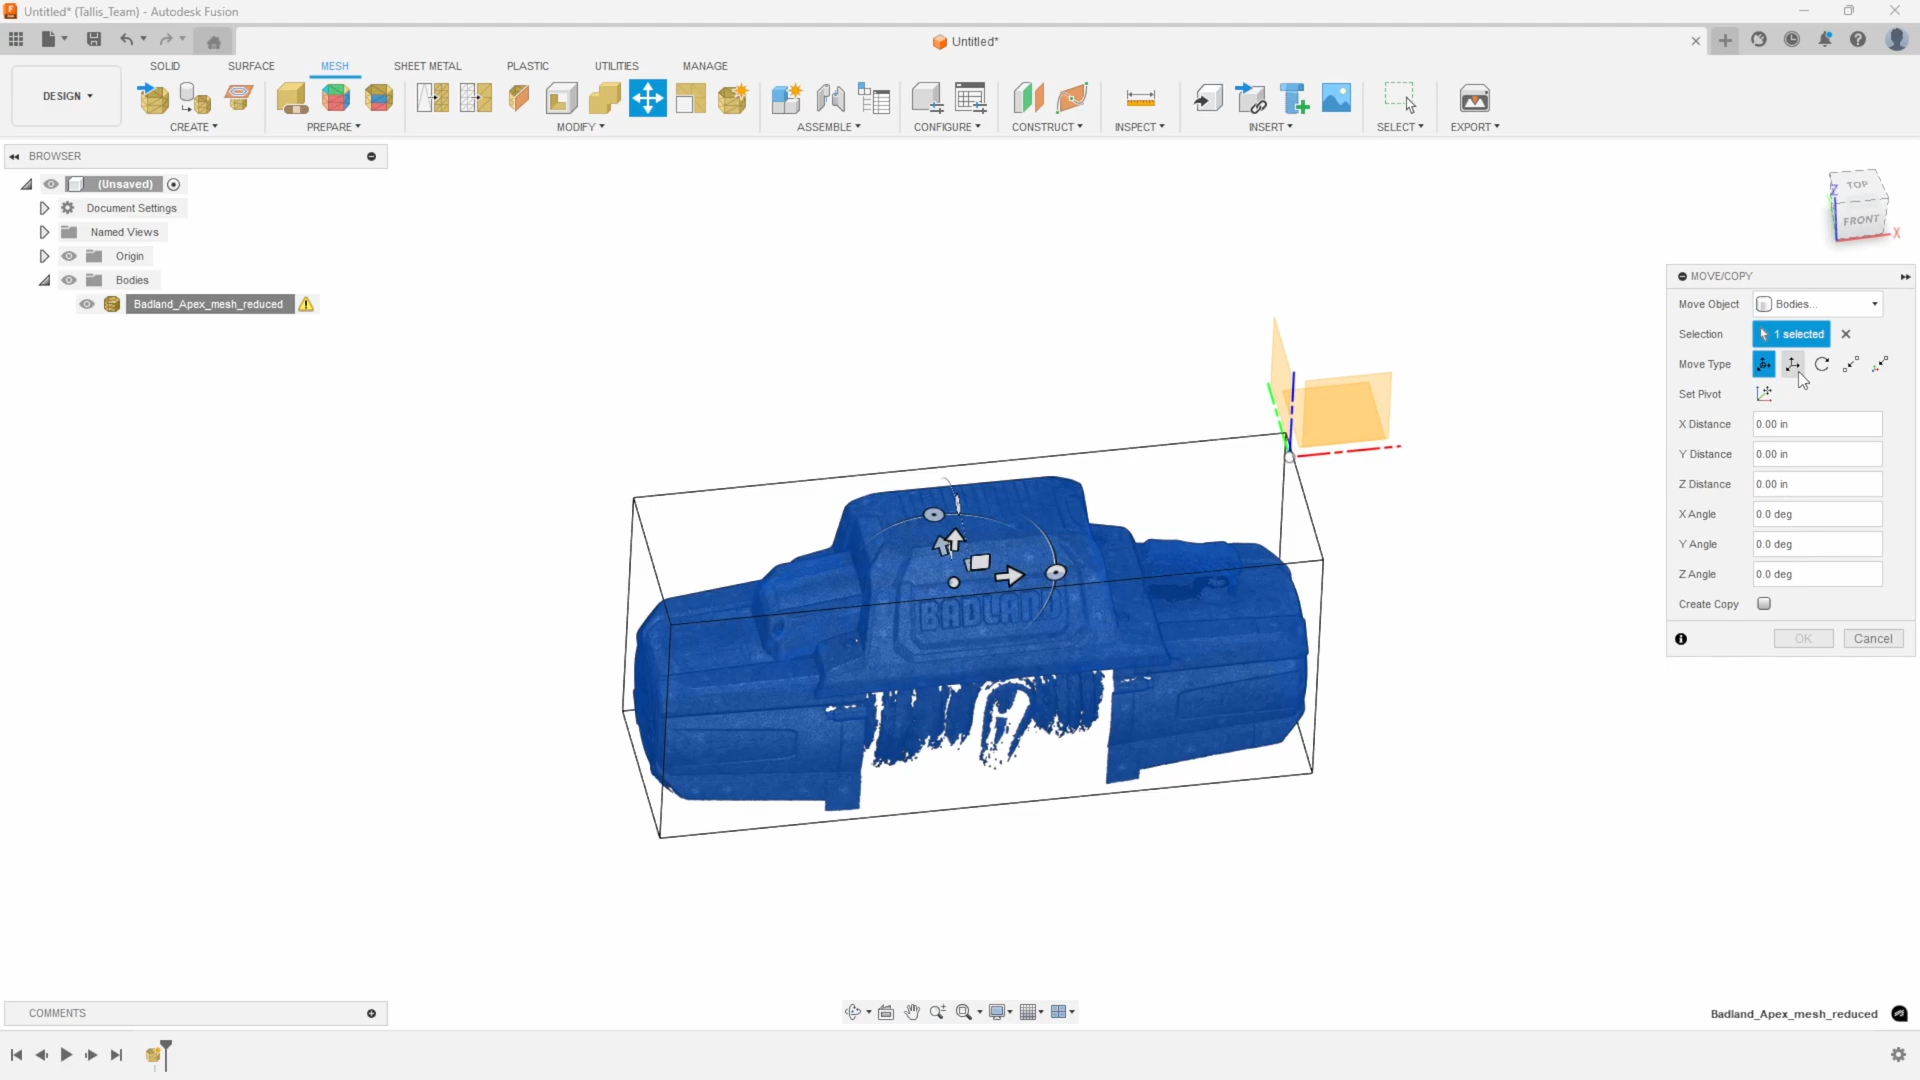 Untitled* (Tallis_Team) - Autodesk Fusion
Untitled*
DESIGN
SOLID
SURFACE
MESH
SHEET METAL
PLASTIC
UTILITIES
MANAGE
CREATE
PREPARE
MODIFY
ASSEMBLE
CONFIGURE
CONSTRUCT
INSPECT
INSERT
SELECT
EXPORT
BROWSER
(Unsaved)
Document Settings
Named Views
Origin
Bodies
Badland_Apex_mesh_reduced
TOP
FRONT
Z
X
BADLAND
MOVE/COPY
Move Object
Bodies...
Selection
1 selected
Move Type
Set Pivot
X Distance
0.00 in
Y Distance
0.00 in
Z Distance
0.00 in
X Angle
0.0 deg
Y Angle
0.0 deg
Z Angle
0.0 deg
Create Copy
OK
Cancel
COMMENTS
Badland_Apex_mesh_reduced